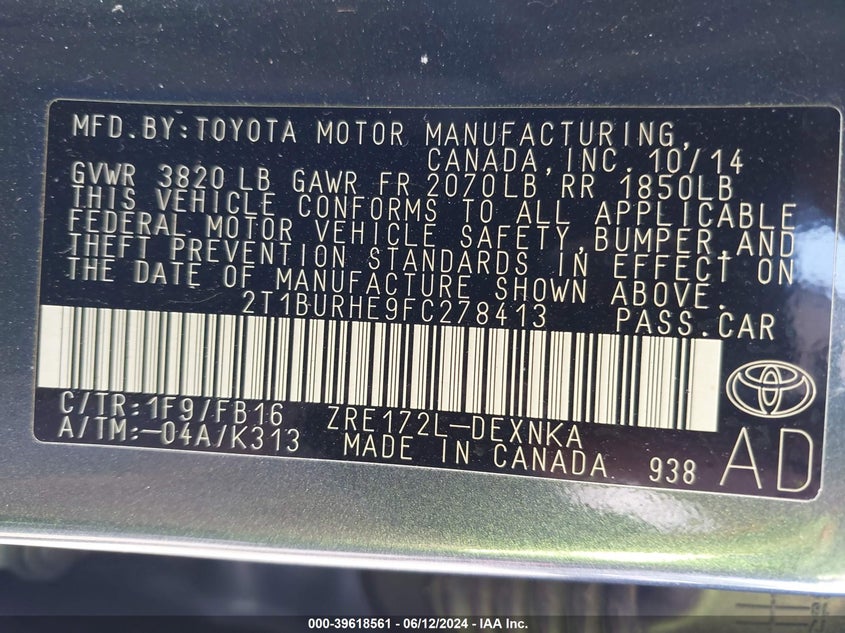 MFD.BY:TOYOTA MOTOR MANUFACTURING,
CANADA,INC. 10/14
GVWR 3820 LB GAWR FR 2070LB RR 1850LB
THIS VEHICLE CONFORMS TO ALL APPLICABLE
FEDERAL MOTOR VEHICLE SAFETY,BUMPER,AND
THEFT PREVENTION STANDARDS IN EFFECT ON
THE DATE OF MANUFACTURE SHOWN ABOVE.
2T1BURHE9FC278413 PASS.CAR
C/TR:1F9/FB16 ZRE172L-DEXNKA
A/TM:-04A/K313 MADE IN CANADA 938 AD
000-39618561 - 06/12/2024 - IAA Inc.